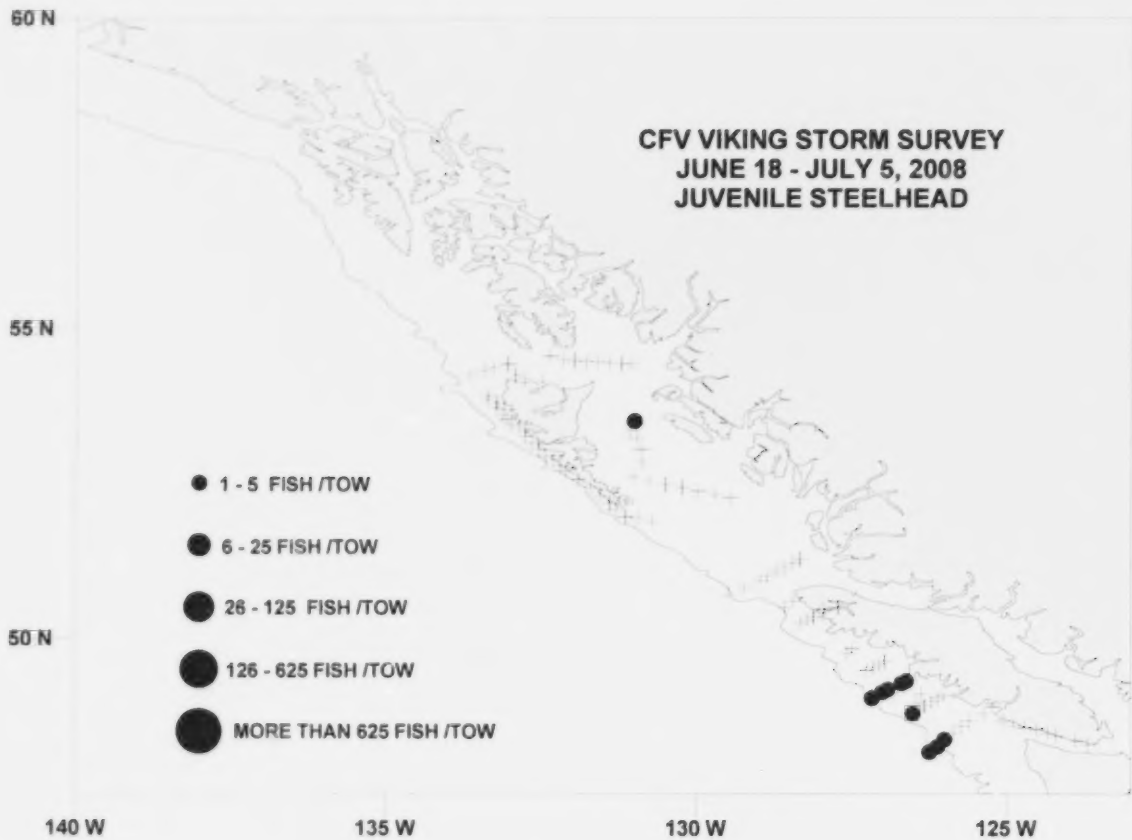 60 N
CFV VIKING STORM SURVEY
JUNE 18 - JULY 5, 2008
JUVENILE STEELHEAD
55 N
1 - 5 FISH /TOW
6 - 25 FISH /TOW
26 - 125 FISH /TOW
50 N
126 - 625 FISH /TOW
MORE THAN 625 FISH /TOW
140 W
135 W
130 W
125 W